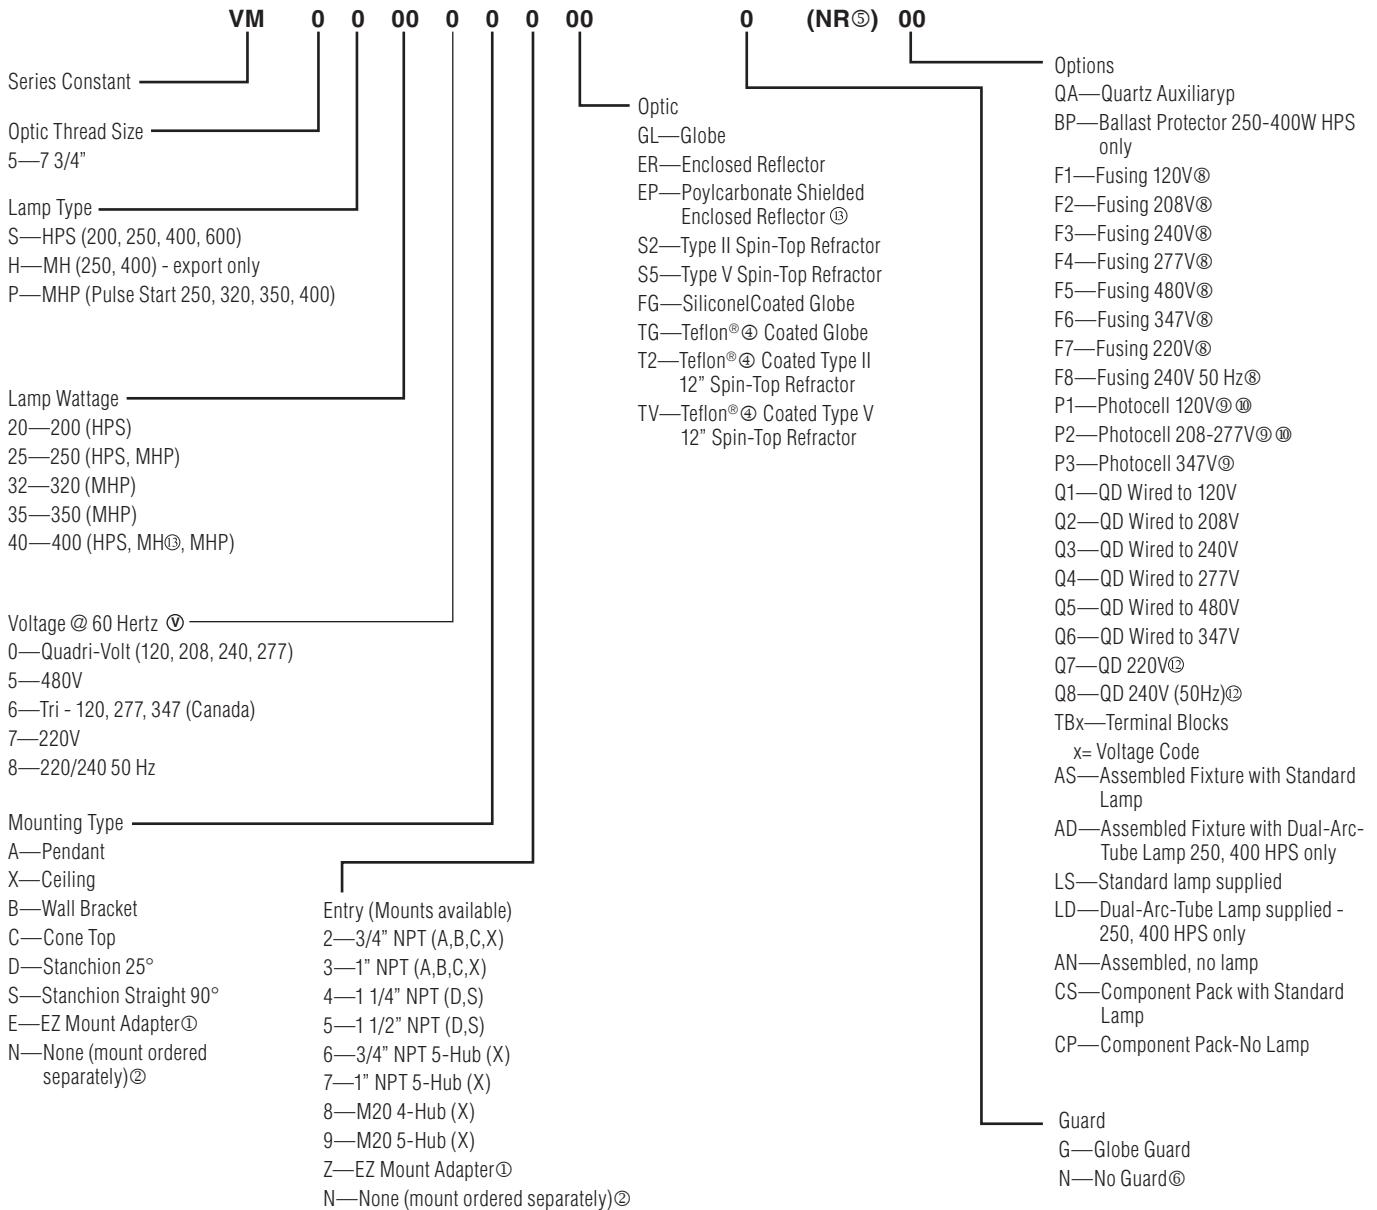 VM 0 0 00 0 0 0 00 0 (NR⑤) 00
Series Constant
Optic Thread Size
5—7 3/4”
Lamp Type
S—HPS (200, 250, 400, 600)
H—MH (250, 400) - export only
P—MHP (Pulse Start 250, 320, 350, 400)
Lamp Wattage
20—200 (HPS)
25—250 (HPS, MHP)
32—320 (MHP)
35—350 (MHP)
40—400 (HPS, MH⑬, MHP)
Voltage @ 60 Hertz Ⓥ
0—Quadri-Volt (120, 208, 240, 277)
5—480V
6—Tri - 120, 277, 347 (Canada)
7—220V
8—220/240 50 Hz
Mounting Type
A—Pendant
X—Ceiling
B—Wall Bracket
C—Cone Top
D—Stanchion 25°
S—Stanchion Straight 90°
E—EZ Mount Adapter①
N—None (mount ordered
separately)②
Entry (Mounts available)
2—3/4” NPT (A,B,C,X)
3—1” NPT (A,B,C,X)
4—1 1/4” NPT (D,S)
5—1 1/2” NPT (D,S)
6—3/4” NPT 5-Hub (X)
7—1” NPT 5-Hub (X)
8—M20 4-Hub (X)
9—M20 5-Hub (X)
Z—EZ Mount Adapter①
N—None (mount ordered separately)②
Optic
GL—Globe
ER—Enclosed Reflector
EP—Poylcarbonate Shielded
Enclosed Reflector ⑬
S2—Type II Spin-Top Refractor
S5—Type V Spin-Top Refractor
FG—SiliconelCoated Globe
TG—Teflon®④ Coated Globe
T2—Teflon®④ Coated Type II
12” Spin-Top Refractor
TV—Teflon®④ Coated Type V
12” Spin-Top Refractor
Options
QA—Quartz Auxiliaryp
BP—Ballast Protector 250-400W HPS
only
F1—Fusing 120V⑧
F2—Fusing 208V⑧
F3—Fusing 240V⑧
F4—Fusing 277V⑧
F5—Fusing 480V⑧
F6—Fusing 347V⑧
F7—Fusing 220V⑧
F8—Fusing 240V 50 Hz⑧
P1—Photocell 120V⑨⑩
P2—Photocell 208-277V⑨⑩
P3—Photocell 347V⑨
Q1—QD Wired to 120V
Q2—QD Wired to 208V
Q3—QD Wired to 240V
Q4—QD Wired to 277V
Q5—QD Wired to 480V
Q6—QD Wired to 347V
Q7—QD 220V⑫
Q8—QD 240V (50Hz)⑫
TBx—Terminal Blocks
x= Voltage Code
AS—Assembled Fixture with Standard
Lamp
AD—Assembled Fixture with Dual-Arc-
Tube Lamp 250, 400 HPS only
LS—Standard lamp supplied
LD—Dual-Arc-Tube Lamp supplied -
250, 400 HPS only
AN—Assembled, no lamp
CS—Component Pack with Standard
Lamp
CP—Component Pack-No Lamp
Guard
G—Globe Guard
N—No Guard⑥